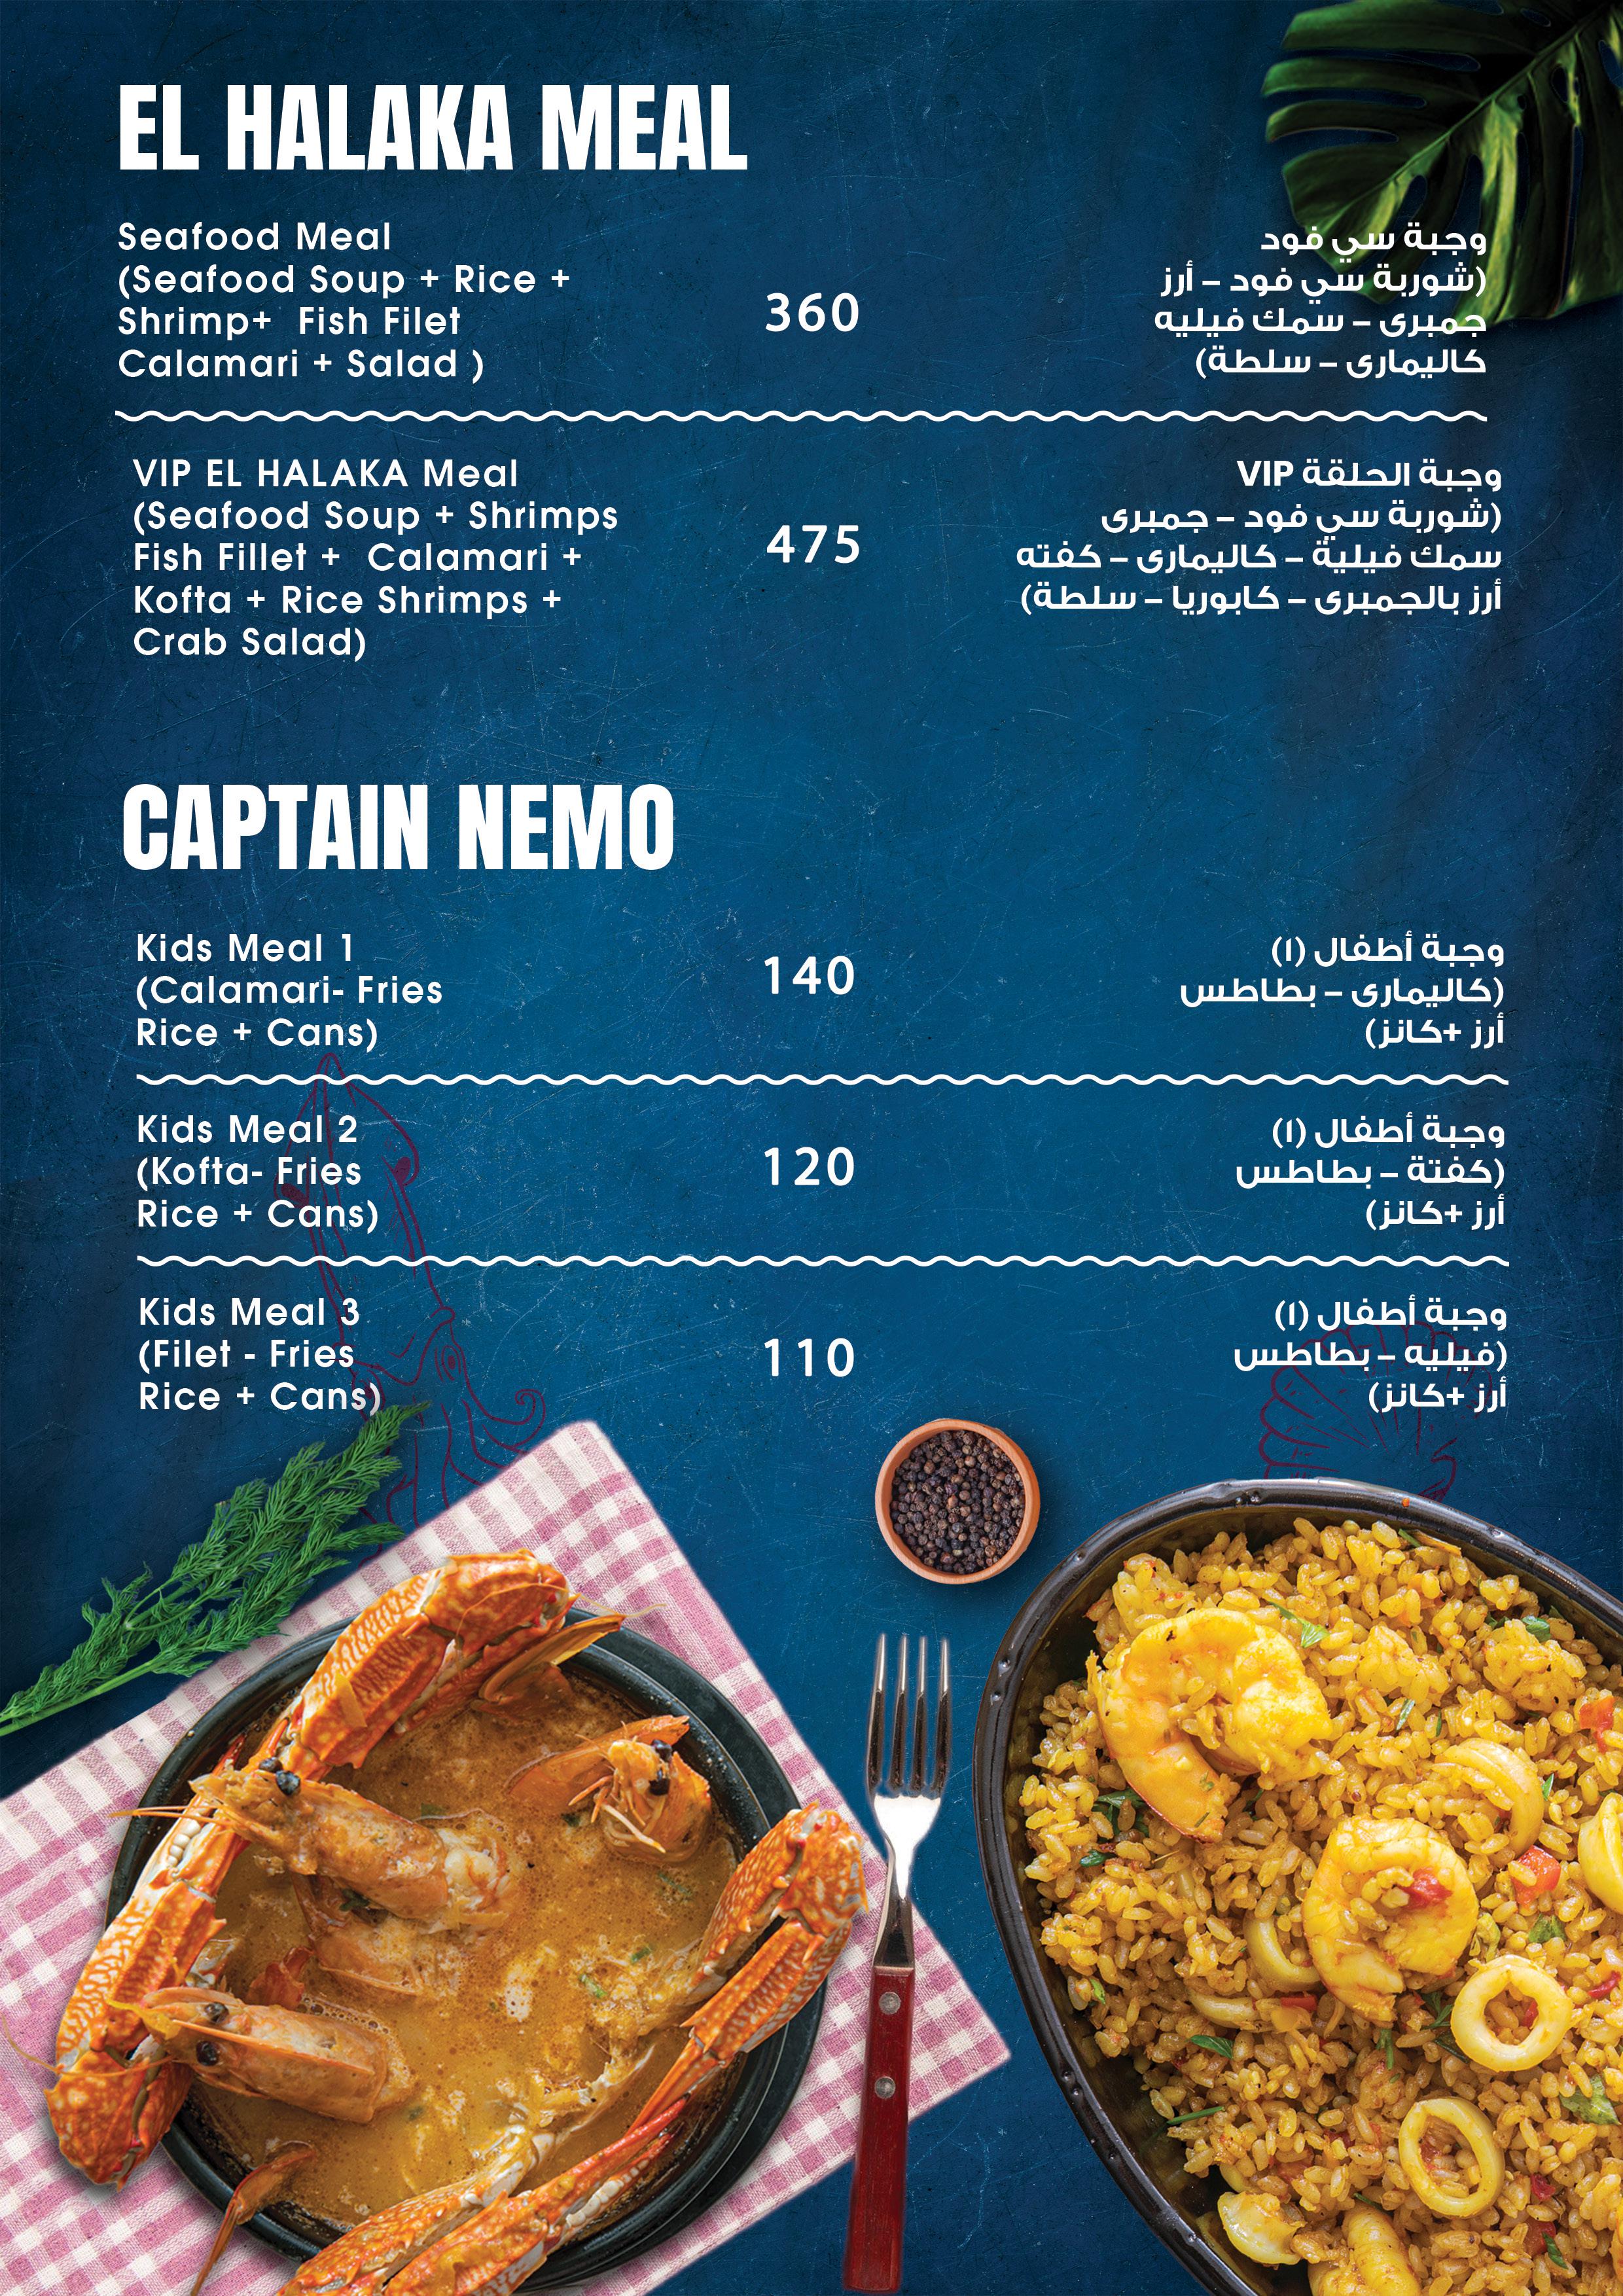 EL HALAKA MEAL
Seafood Meal
(Seafood Soup + Rice +
Shrimp+ Fish Filet
Calamari + Salad )
360
وجبة سي فود
(شوربة سي فود – أرز
جمبرى – سمك فيليه
كاليمارى – سلطة)
VIP EL HALAKA Meal
(Seafood Soup + Shrimps
Fish Fillet + Calamari +
Kofta + Rice Shrimps +
Crab Salad)
475
وجبة الحلقة VIP
(شوربة سي فود – جمبرى
سمك فيلية – كاليمارى – كفته
أرز بالجمبرى – كابوريا – سلطة)
CAPTAIN NEMO
Kids Meal 1
(Calamari- Fries
Rice + Cans)
140
وجبة أطفال (١)
(كاليمارى – بطاطس
أرز +كانز)
Kids Meal 2
(Kofta- Fries
Rice + Cans)
120
وجبة أطفال (١)
(كفتة – بطاطس
أرز +كانز)
Kids Meal 3
(Filet - Fries
Rice + Cans)
110
وجبة أطفال (١)
(فيليه – بطاطس
أرز +كانز)